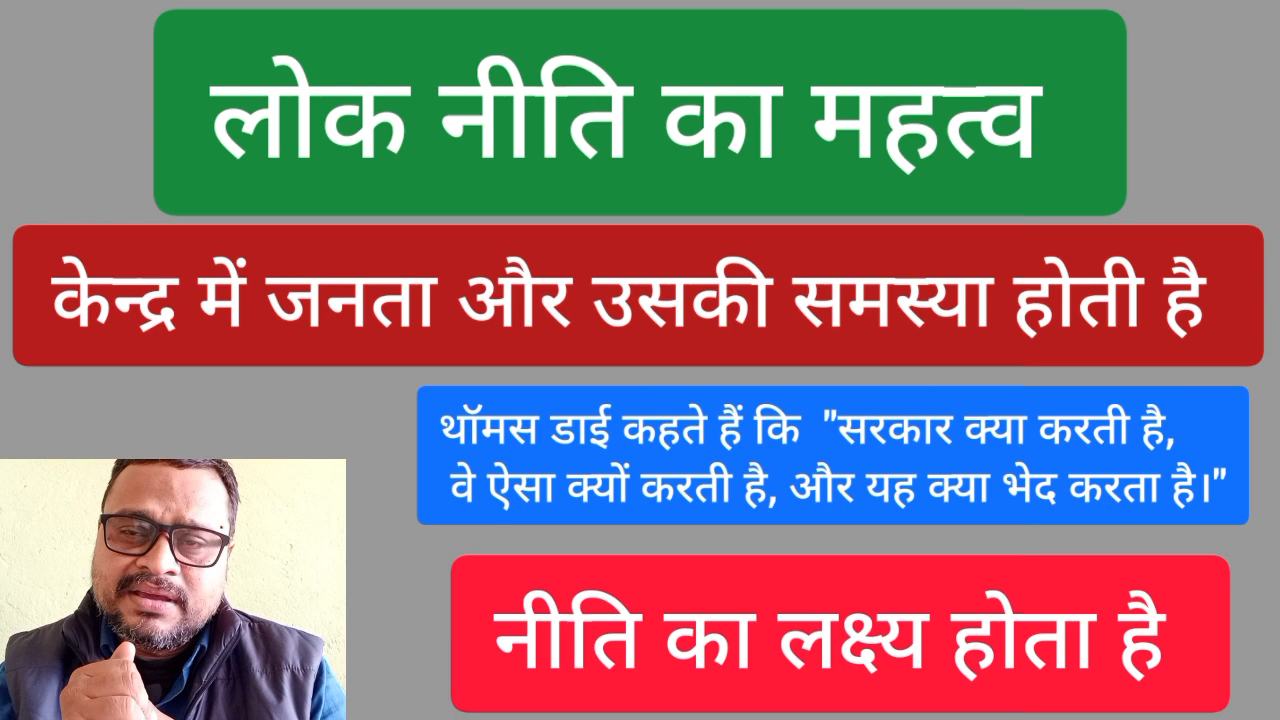 लोक नीति का महत्व
केन्द्र में जनता और उसकी समस्या होती है
थॉमस डाई कहते हैं कि "सरकार क्या करती है,
वे ऐसा क्यों करती है, और यह क्या भेद करता है।"
नीति का लक्ष्य होता है